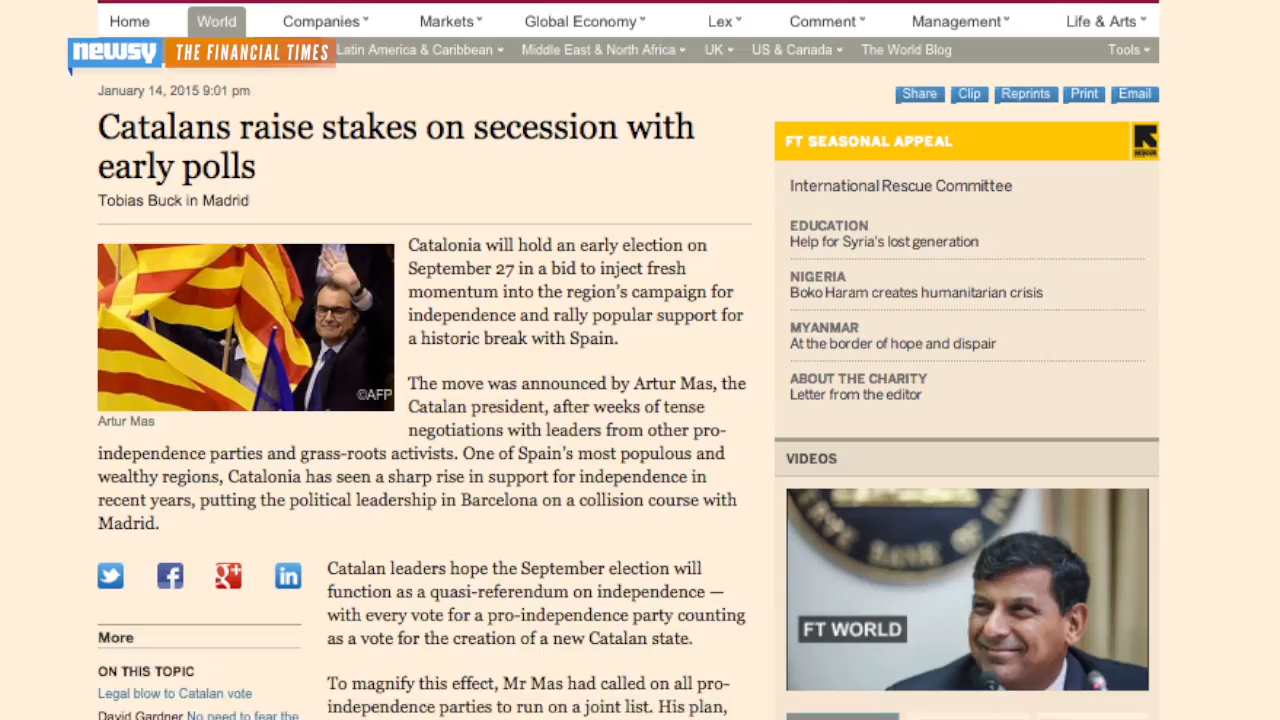 Home World Companies Markets Global Economy Lex Comment Management Life & Arts
newsy THE FINANCIAL TIMES Latin America & Caribbean Middle East & North Africa UK US & Canada The World Blog Tools
January 14, 2015 9:01 pm
Share Clip Reprints Print Email
Catalans raise stakes on secession with
early polls
Tobias Buck in Madrid
©AFP
Artur Mas
Catalonia will hold an early election on
September 27 in a bid to inject fresh
momentum into the region's campaign for
independence and rally popular support for
a historic break with Spain.
The move was announced by Artur Mas, the
Catalan president, after weeks of tense
negotiations with leaders from other pro-
independence parties and grass-roots activists. One of Spain's most populous and
wealthy regions, Catalonia has seen a sharp rise in support for independence in
recent years, putting the political leadership in Barcelona on a collision course with
Madrid.
Catalan leaders hope the September election will
function as a quasi-referendum on independence —
with every vote for a pro-independence party counting
as a vote for the creation of a new Catalan state.
To magnify this effect, Mr Mas had called on all pro-
independence parties to run on a joint list. His plan,
More
ON THIS TOPIC
Legal blow to Catalan vote
David Gardner No need to fear the
FT SEASONAL APPEAL
RESCUE
International Rescue Committee
EDUCATION
Help for Syria's lost generation
NIGERIA
Boko Haram creates humanitarian crisis
MYANMAR
At the border of hope and dispair
ABOUT THE CHARITY
Letter from the editor
VIDEOS
FT WORLD